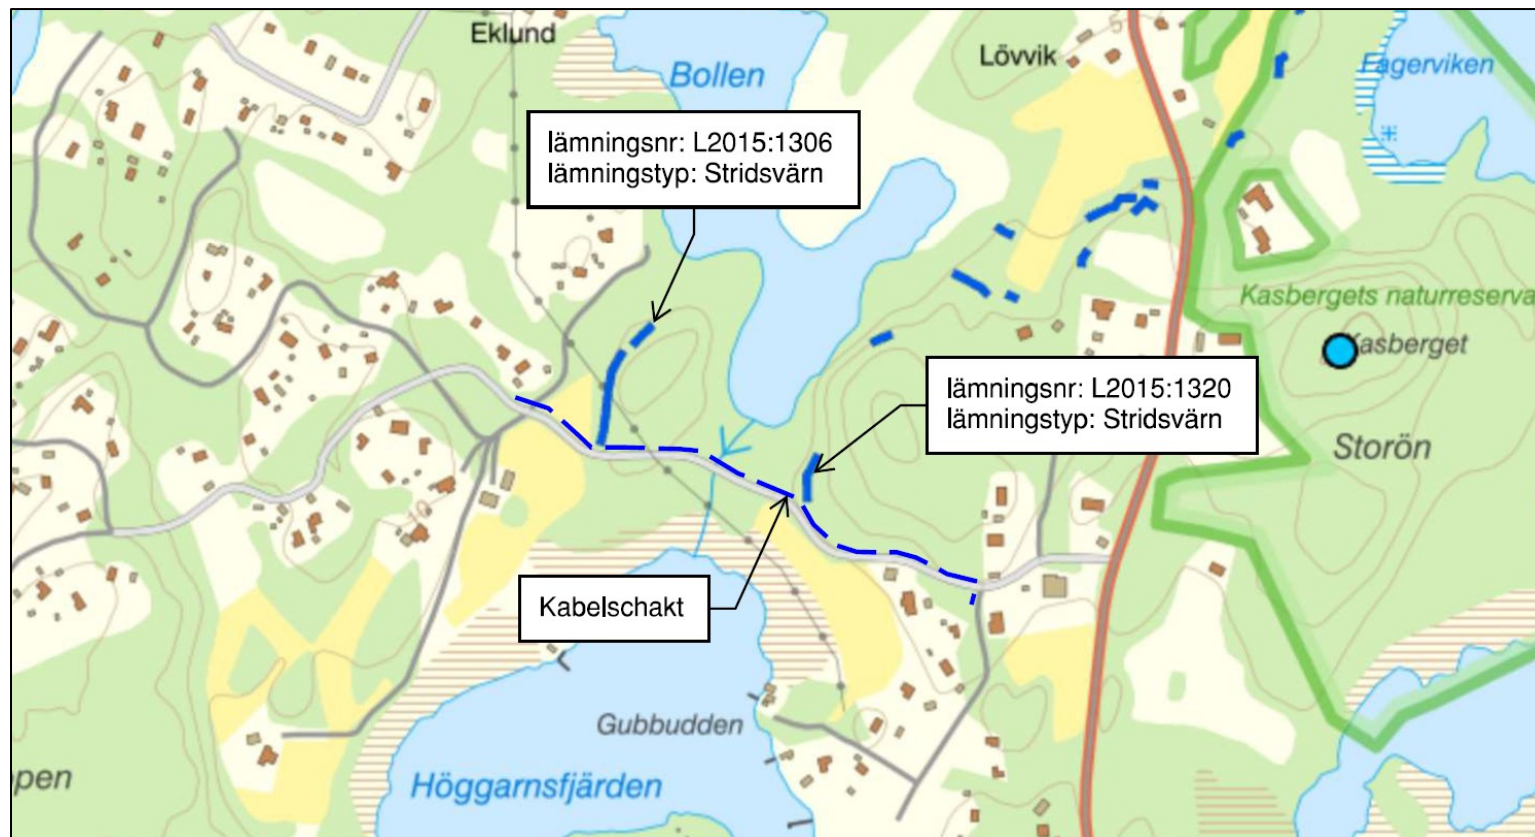 Eklund
Bollen
Lövvik
Fagerviken
lämningsnr: L2015:1306
lämningstyp: Stridsvärn
Kasbergets naturreserva
Kasberget
lämningsnr: L2015:1320
lämningstyp: Stridsvärn
Storön
Kabelschakt
Gubbudden
Höggarnsfjärden
ppen